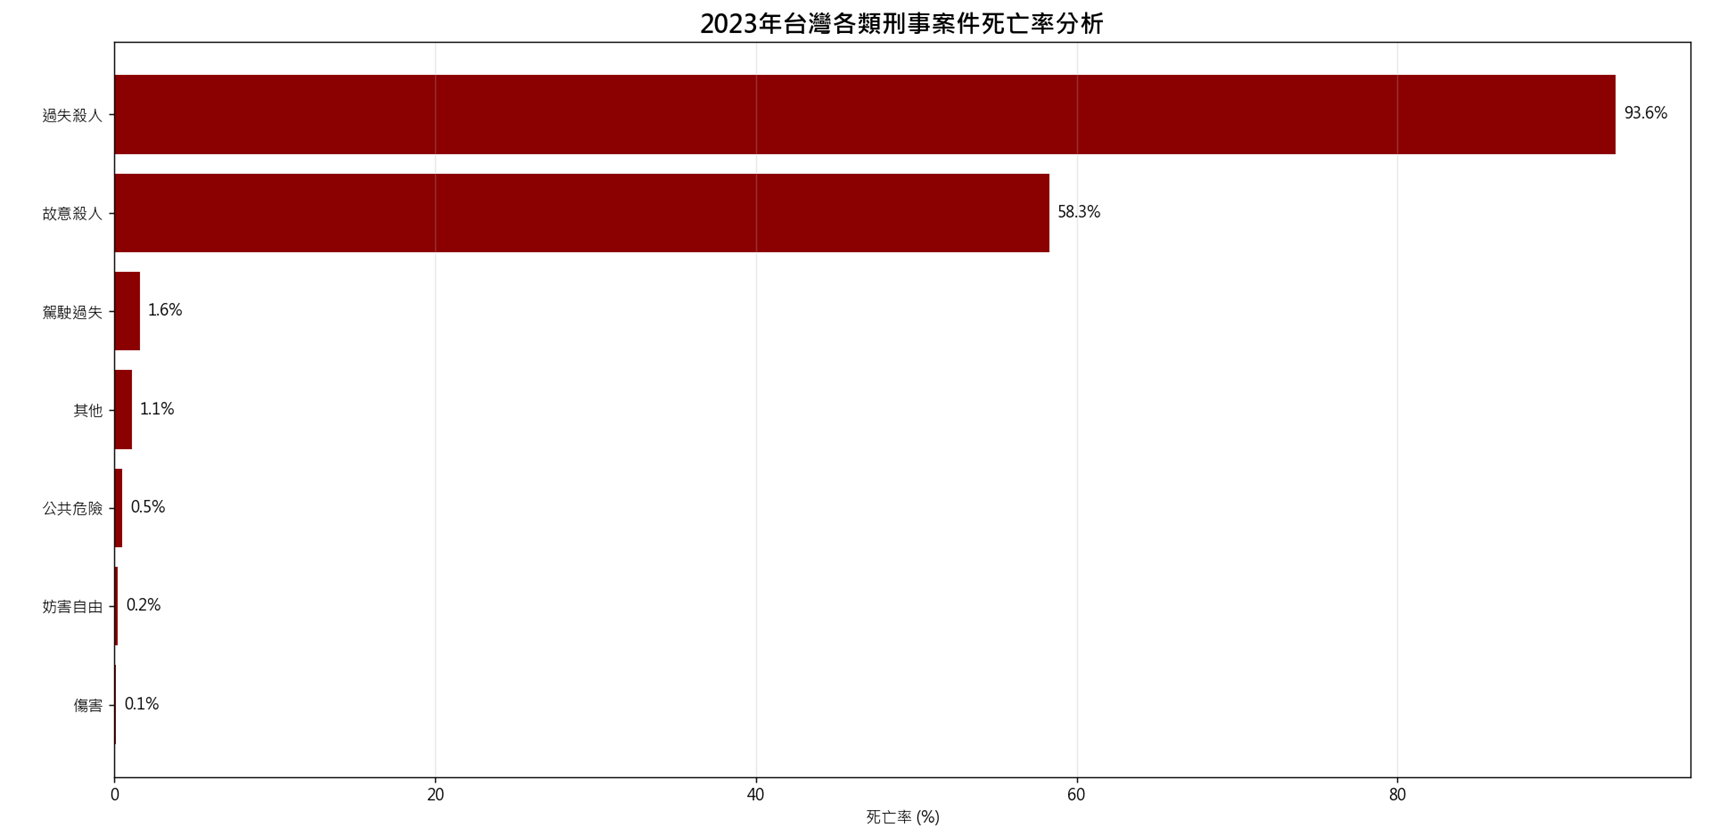 2023年台灣各類刑事案件死亡率分析
過失殺人
93.6%
故意殺人
58.3%
駕駛過失
1.6%
其他
1.1%
公共危險
0.5%
妨害自由
0.2%
傷害
0.1%
0
20
40
60
80
死亡率 (%)